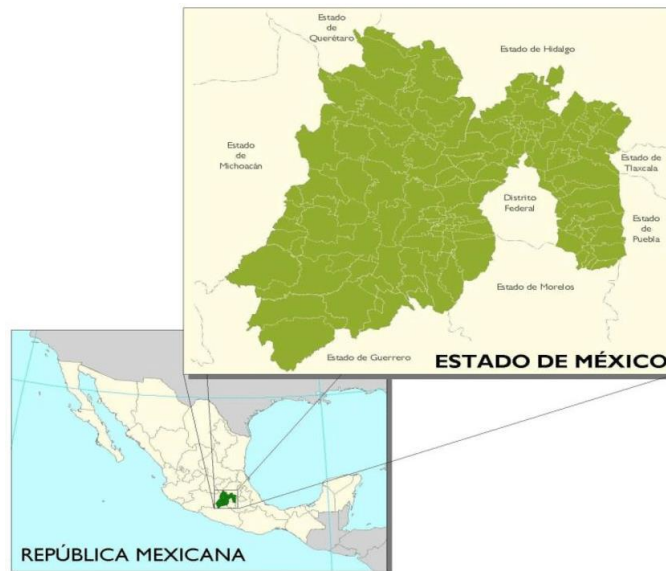 Estado
de
Querétaro
Estado de Hidalgo
Estado
de
Michoacán
Estado de
Tlaxcala
Distrito
Federal
Estado
de
Puebla
Estado de Morelos
Estado de Guerrero
ESTADO DE MÉXICO
REPÚBLICA MEXICANA